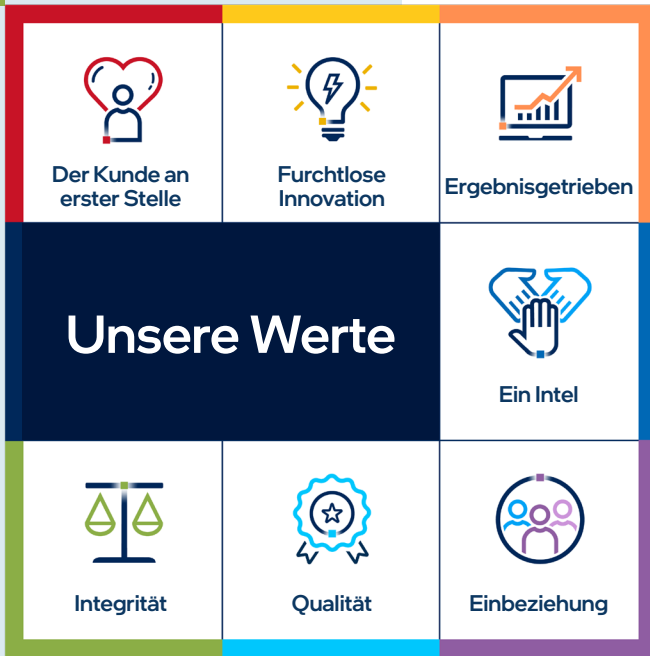 Der Kunde an
erster Stelle
Furchtlose
Innovation
Ergebnisgetrieben
Unsere Werte
Ein Intel
Integrität
Qualität
Einbeziehung